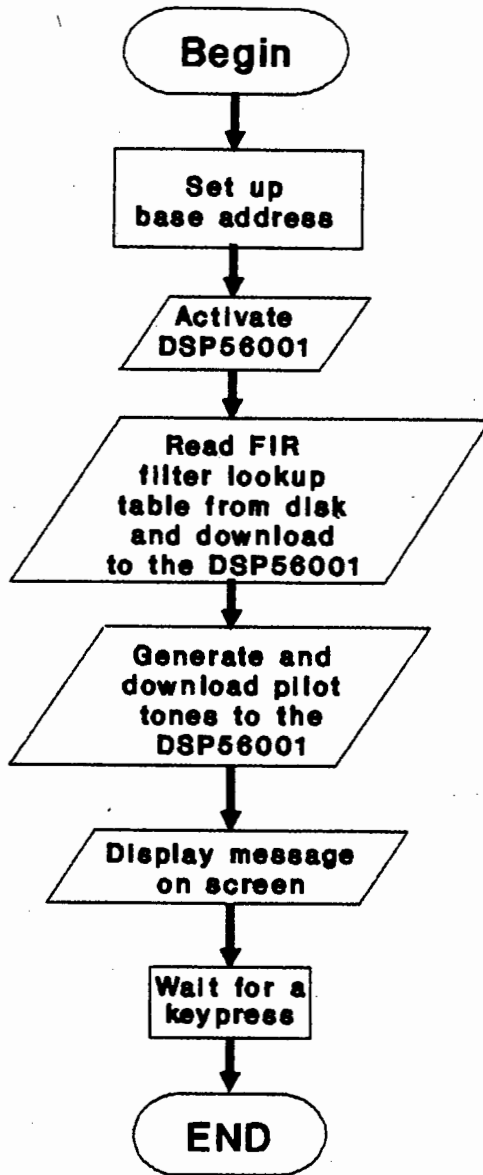 Begin
Set up
base address
Activate
DSP56001
Read FIR
filter lookup
table from disk
and download
to the DSP56001
Generate and
download pilot
tones to the
DSP56001
Display message
on screen
Wait for a
keypress
END